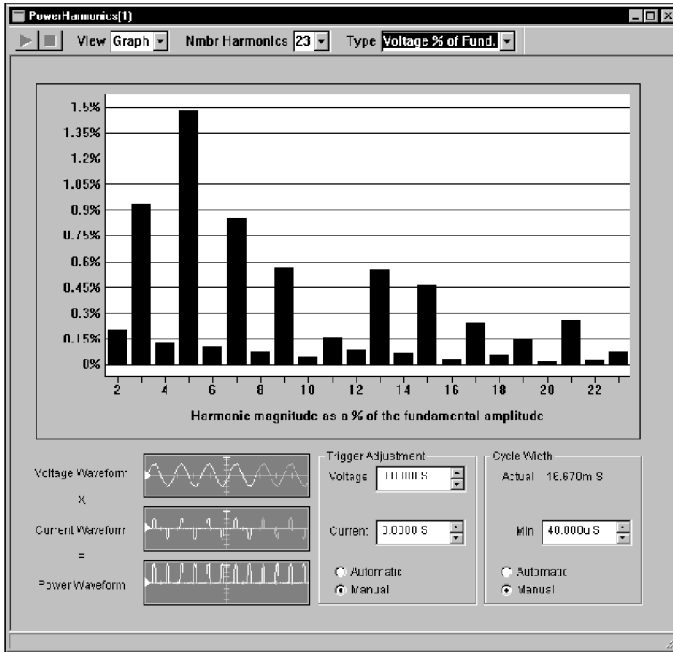 PowerHarmonics(1)
View Graph Nmbr Harmonics 23 Type Voltage % of Fund.
1.5%
1.35%
1.2%
1.05%
0.9%
0.75%
0.6%
0.45%
0.3%
0.15%
0%
2 4 6 8 10 12 14 16 18 20 22
Harmonic magnitude as a % of the fundamental amplitude
Voltage Waveform
X
Current Waveform
=
Power Waveform
Trigger Adjustment
Voltage
Current 0.0000 S
Automatic
Manual
Cycle Width
Actual 16.670m S
Min 40.000u S
Automatic
Manual